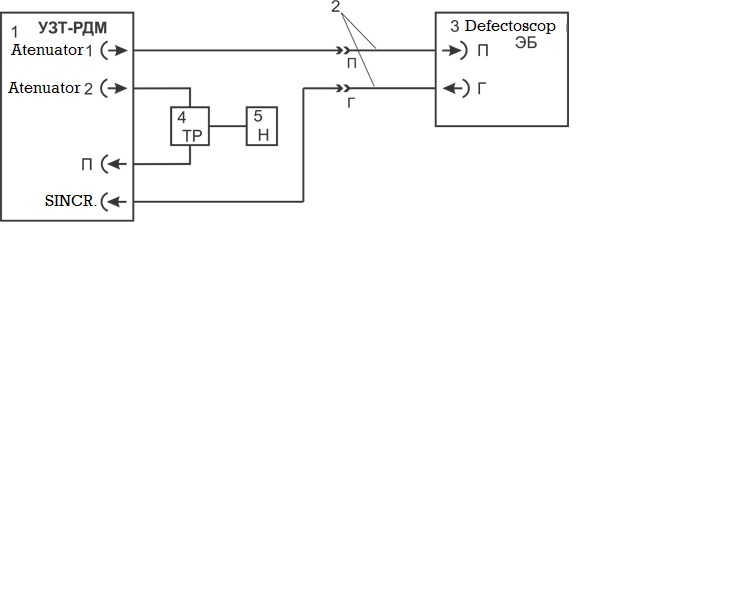 2
1 УЗТ-РДМ
3 Defectoscop
ЭБ
Atenuator 1
П
П
Atenuator 2
Г
Г
4
ТР
5
Н
П
SINCR.